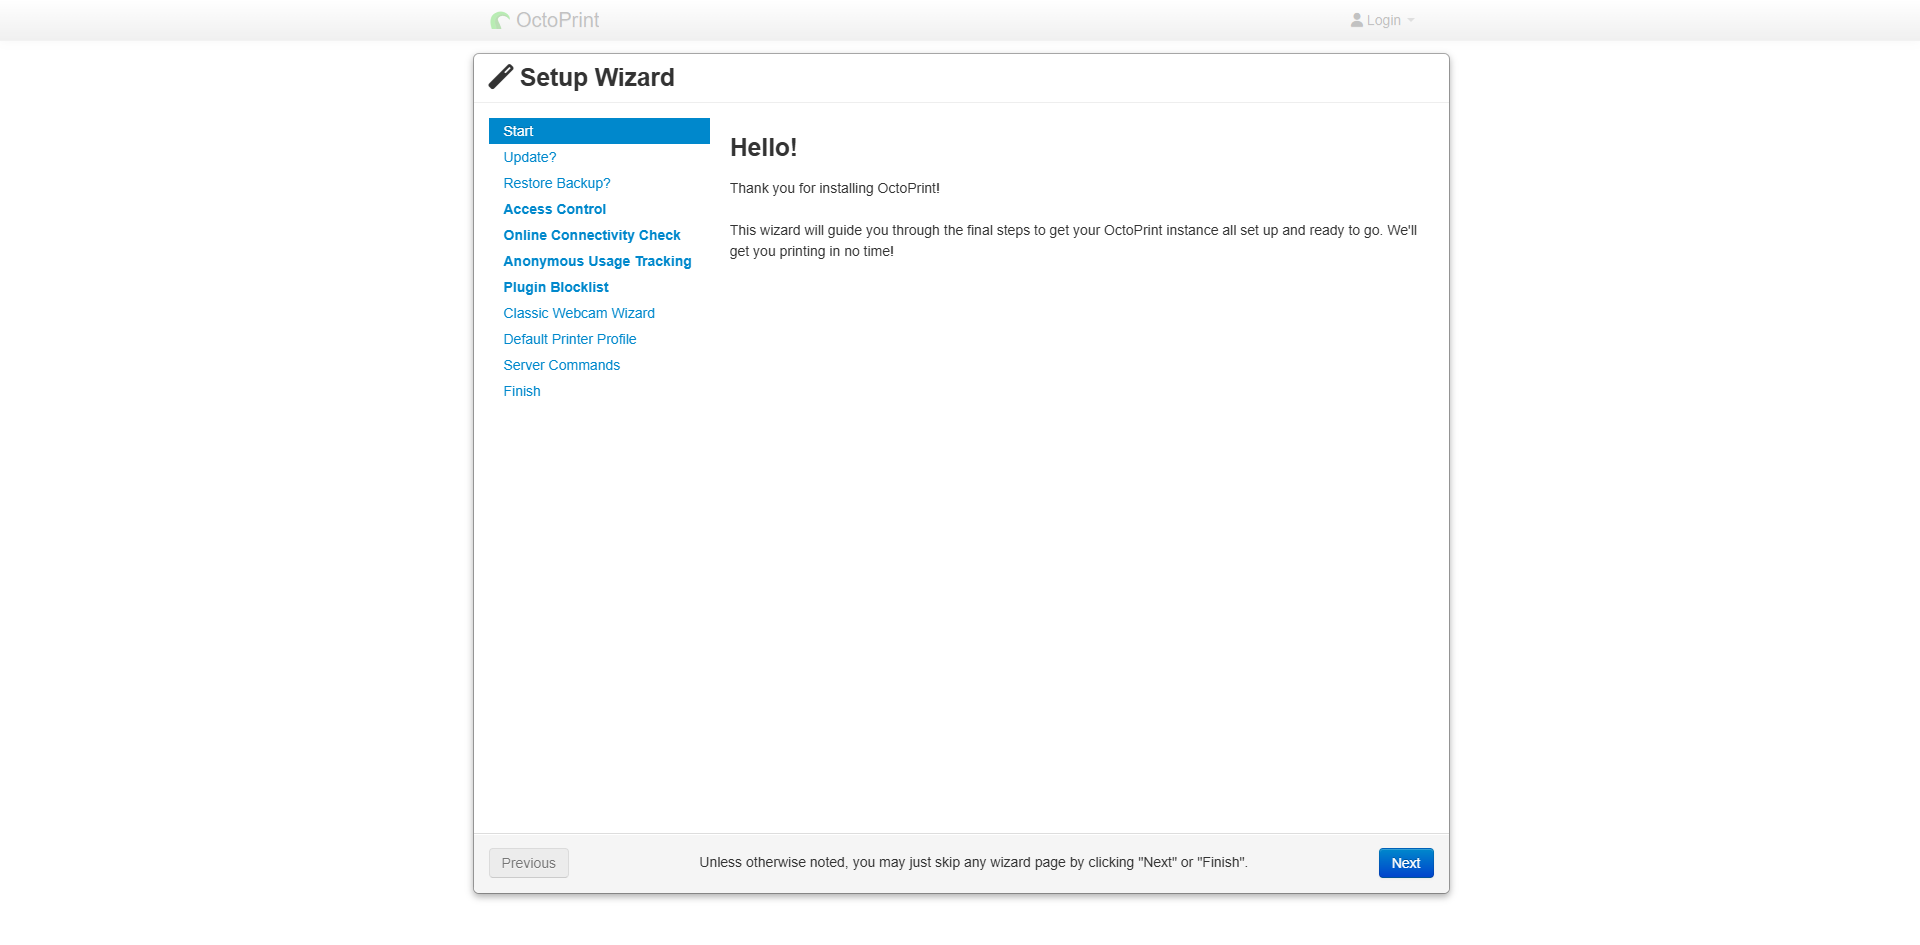 OctoPrint
Login
Setup Wizard
Start
Update?
Restore Backup?
Access Control
Online Connectivity Check
Anonymous Usage Tracking
Plugin Blocklist
Classic Webcam Wizard
Default Printer Profile
Server Commands
Finish
Hello!
Thank you for installing OctoPrint!
This wizard will guide you through the final steps to get your OctoPrint instance all set up and ready to go. We'll
get you printing in no time!
Previous
Unless otherwise noted, you may just skip any wizard page by clicking "Next" or "Finish".
Next